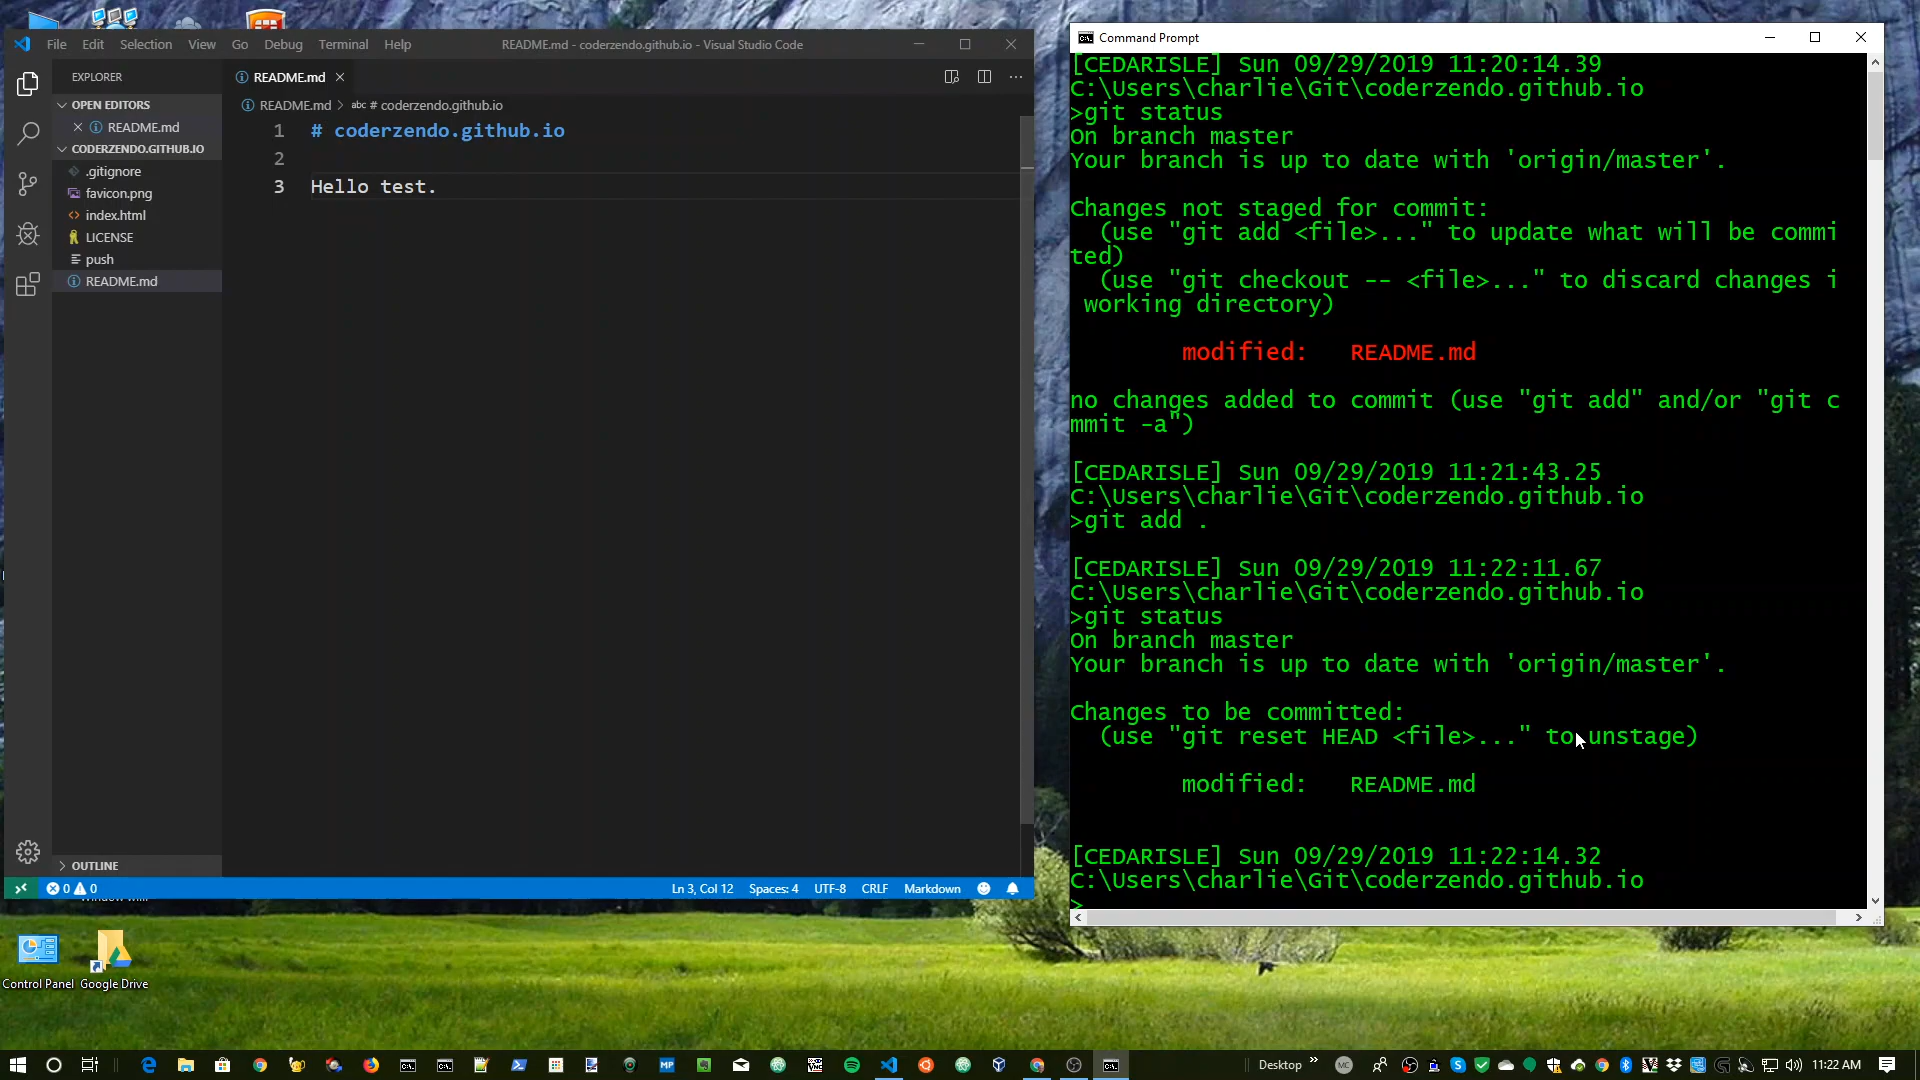 File Edit Selection View Go Debug Terminal Help
README.md - coderzendo.github.io - Visual Studio Code
EXPLORER
README.md
OPEN EDITORS
README.md
CODERZENDO.GITHUB.IO
.gitignore
favicon.png
index.html
LICENSE
push
README.md
OUTLINE
README.md > abc # coderzendo.github.io
1 # coderzendo.github.io
2
3 Hello test.
0 0
Ln 3, Col 12 Spaces: 4 UTF-8 CRLF Markdown
Command Prompt
[CEDARISLE] Sun 09/29/2019 11:20:14.39
C:\Users\charlie\Git\coderzendo.github.io
>git status
On branch master
Your branch is up to date with 'origin/master'.
Changes not staged for commit:
(use "git add <file>..." to update what will be commi
ted)
(use "git checkout -- <file>..." to discard changes i
working directory)
modified: README.md
no changes added to commit (use "git add" and/or "git c
mmit -a")
[CEDARISLE] Sun 09/29/2019 11:21:43.25
C:\Users\charlie\Git\coderzendo.github.io
>git add .
[CEDARISLE] Sun 09/29/2019 11:22:11.67
C:\Users\charlie\Git\coderzendo.github.io
>git status
On branch master
Your branch is up to date with 'origin/master'.
Changes to be committed:
(use "git reset HEAD <file>..." to unstage)
modified: README.md
[CEDARISLE] Sun 09/29/2019 11:22:14.32
C:\Users\charlie\Git\coderzendo.github.io
>
Control Panel
Google Drive
MP
Desktop
MC
11:22 AM